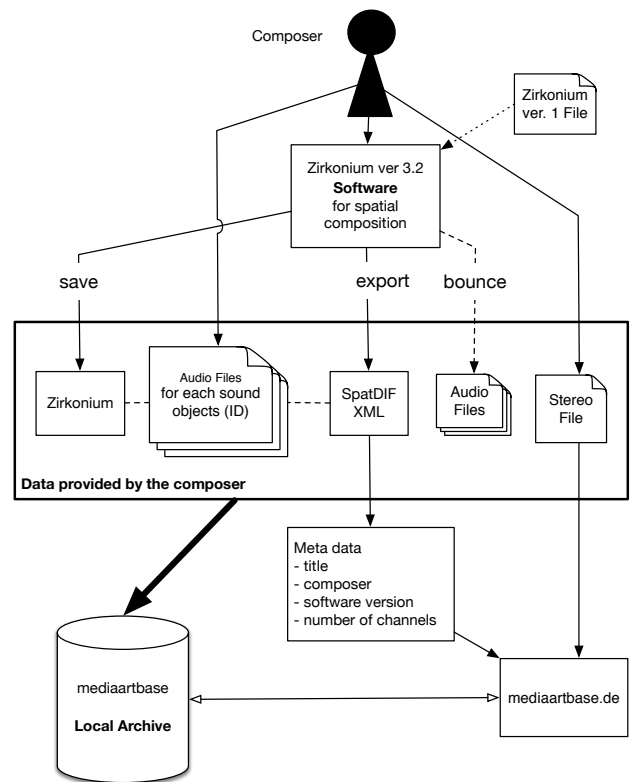 Composer
Zirkonium
ver. 1 File
Zirkonium ver 3.2
Software
for spatial
composition
save
export
bounce
Zirkonium
Audio Files
for each sound
objects (ID)
SpatDIF
XML
Audio
Files
Stereo
File
Data provided by the composer
Meta data
- title
- composer
- software version
- number of channels
mediaartbase
Local Archive
mediaartbase.de